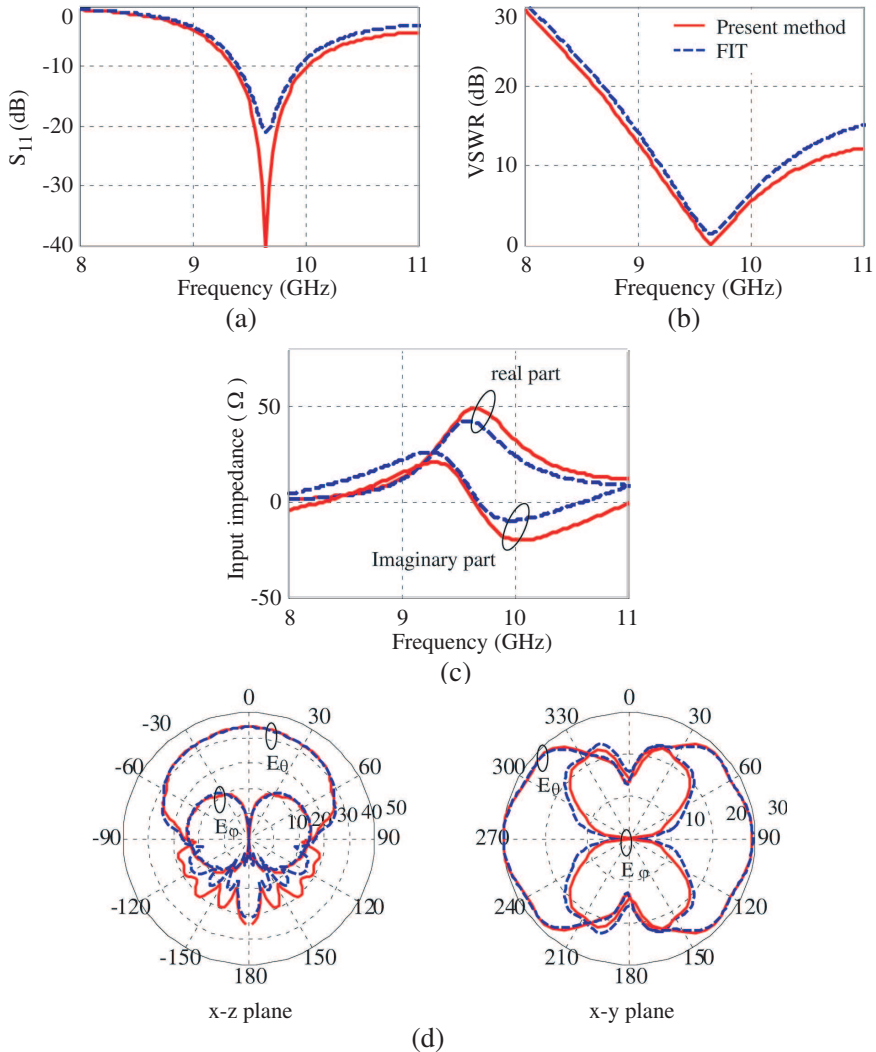 0
-10
-20
-30
-40
S11 (dB)
8 9 10 11
Frequency (GHz)
(a)
30
20
10
0
VSWR (dB)
Present method
FIT
8 9 10 11
Frequency (GHz)
(b)
50
0
-50
Input impedance ( Ω )
real part
Imaginary part
8 9 10 11
Frequency (GHz)
(c)
0
-30 30
-60 60
-90 90
-120 120
-150 150
180
10 20 30 40 50
Eθ
Eφ
x-z plane
0
330 30
300 60
270 90
240 120
210 150
180
10 20 30
Eθ
E φ
x-y plane
(d)